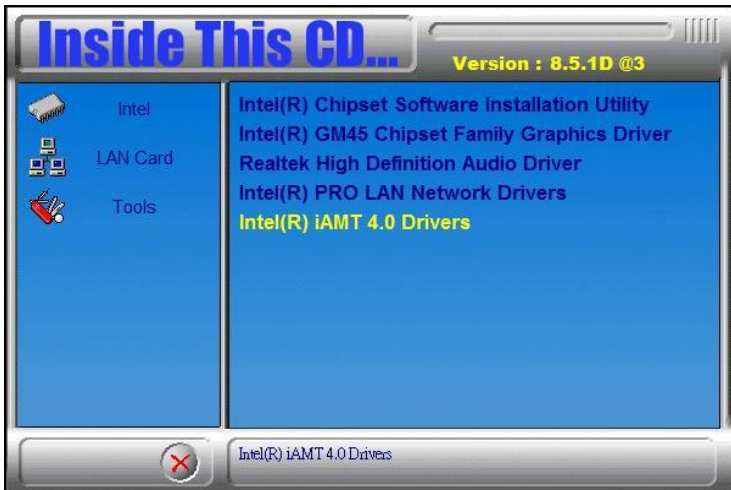 Inside This CD...
Version : 8.5.1D @3
Intel
LAN Card
Tools
Intel(R) Chipset Software Installation Utility
Intel(R) GM45 Chipset Family Graphics Driver
Realtek High Definition Audio Driver
Intel(R) PRO LAN Network Drivers
Intel(R) iAMT 4.0 Drivers
Intel(R) iAMT 4.0 Drivers